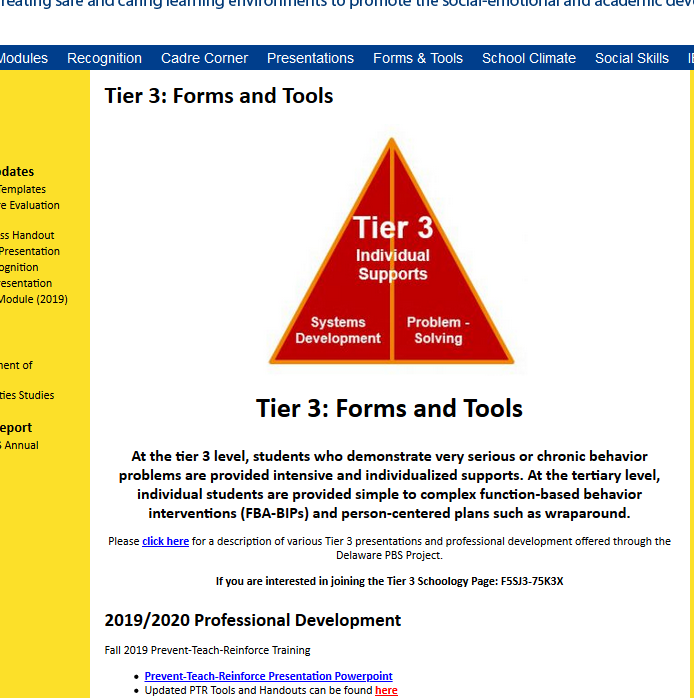 reating safe and caring learning environments to promote the social-emotional and academic deve
Modules Recognition Cadre Corner Presentations Forms & Tools School Climate Social Skills
Tier 3: Forms and Tools
pdates
Templates
re Evaluation
ss Handout
Presentation
ognition
resentation
Module (2019)
ment of
ties Studies
eport
S Annual
Tier 3
Individual
Supports
Systems
Development
Problem -
Solving
Tier 3: Forms and Tools
At the tier 3 level, students who demonstrate very serious or chronic behavior
problems are provided intensive and individualized supports. At the tertiary level,
individual students are provided simple to complex function-based behavior
interventions (FBA-BIPs) and person-centered plans such as wraparound.
Please click here for a description of various Tier 3 presentations and professional development offered through the
Delaware PBS Project.
If you are interested in joining the Tier 3 Schoology Page: F5SJ3-75K3X
2019/2020 Professional Development
Fall 2019 Prevent-Teach-Reinforce Training
• Prevent-Teach-Reinforce Presentation Powerpoint
• Updated PTR Tools and Handouts can be found here